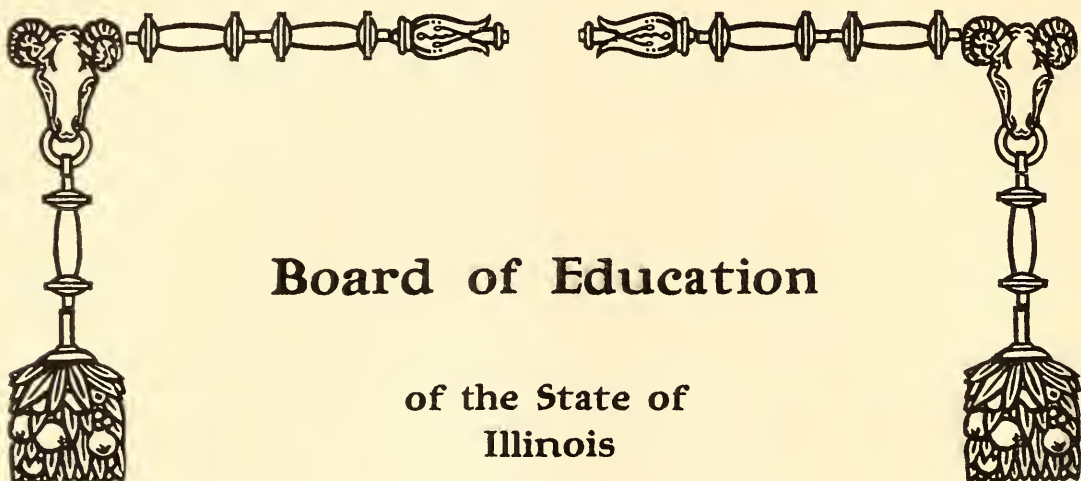 Board of Education
of the State of
Illinois